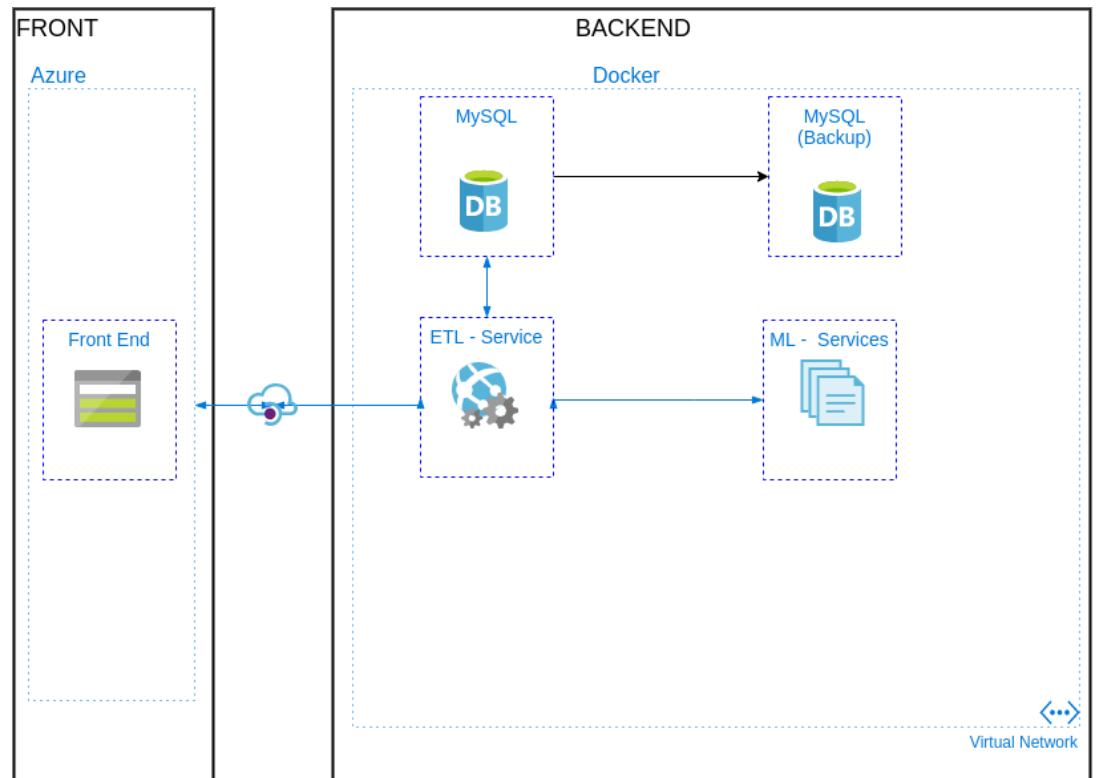 FRONT
BACKEND
Azure
Docker
MySQL
MySQL
(Backup)
DB
DB
Front End
ETL - Service
ML -  Services
Virtual Network